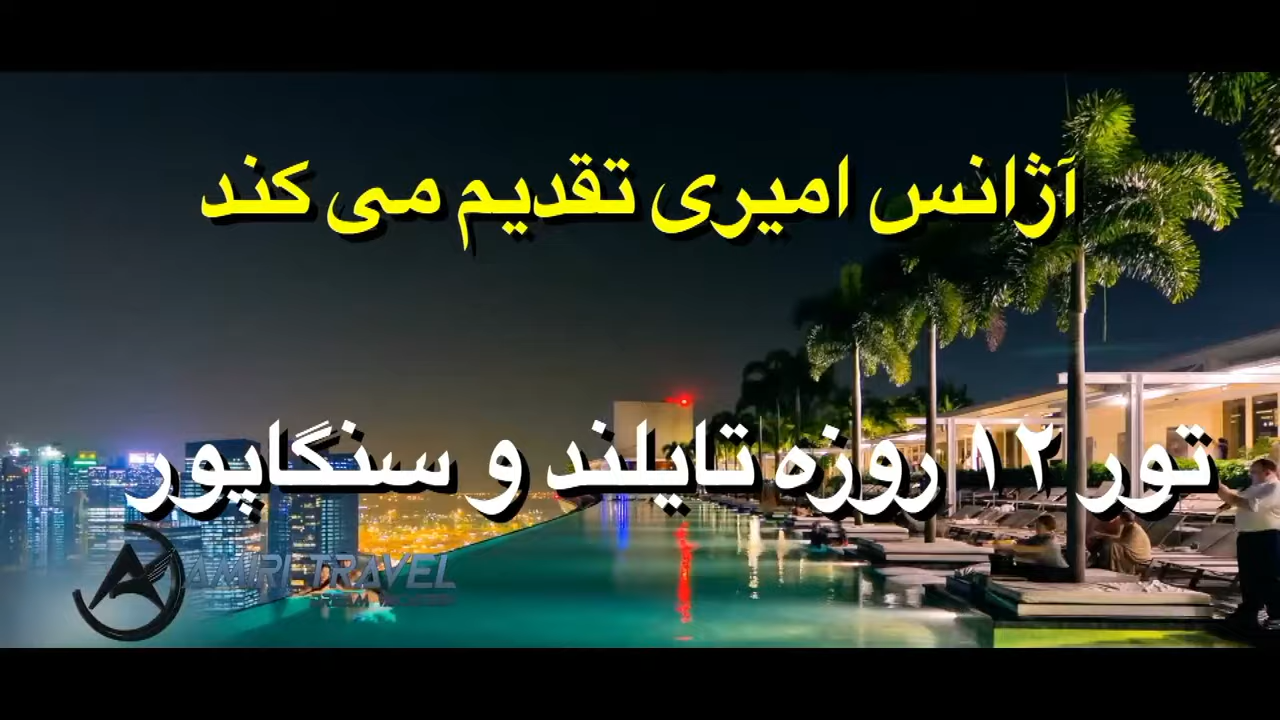 آژانس امیری تقدیم می کند
تور ۱۲ روزه تایلند و سنگاپور
AMIRI TRAVEL